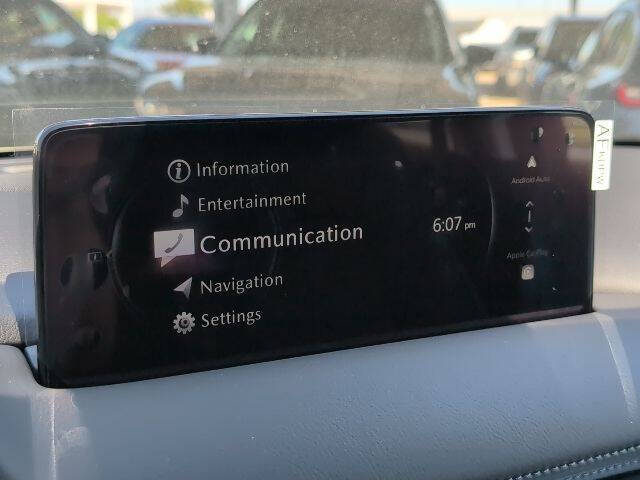 Information
Entertainment
Communication
Navigation
Settings
6:07 pm
Android Auto
Apple CarPlay